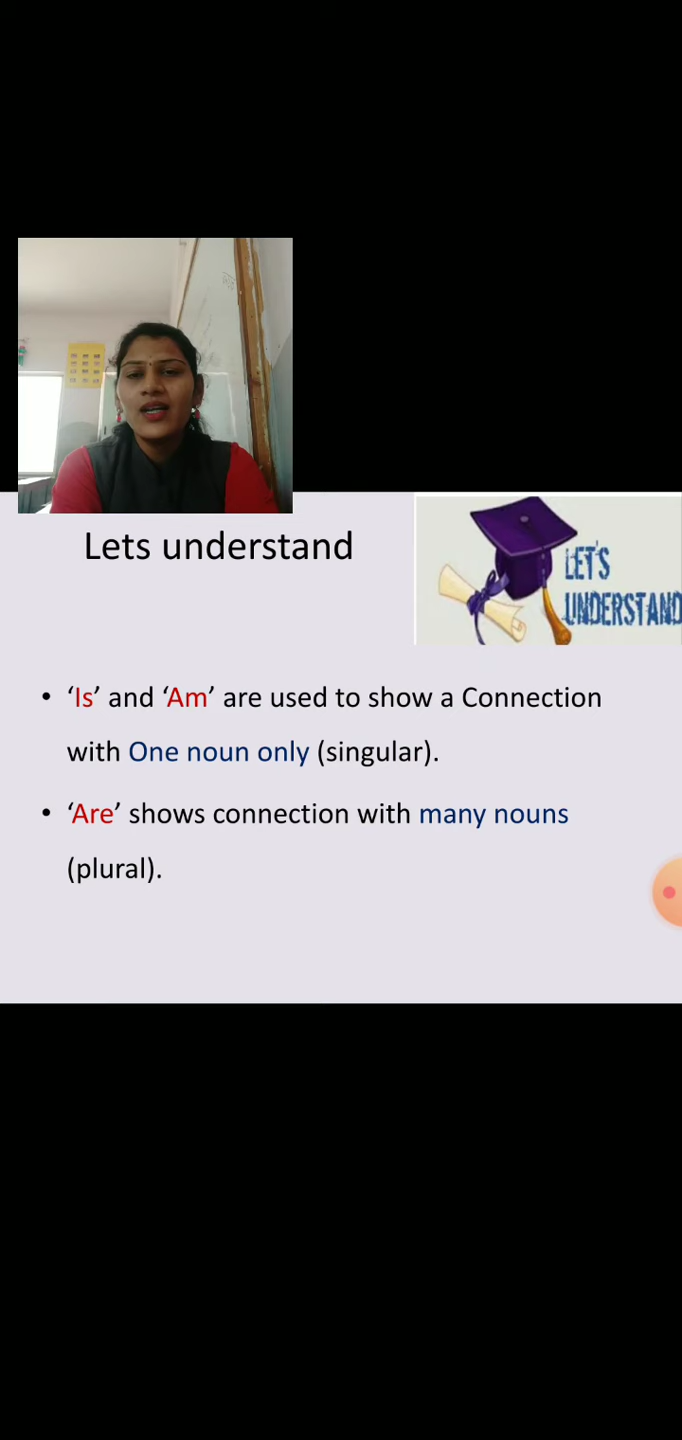 Lets understand
LET'S
UNDERSTAND
• ‘Is’ and ‘Am’ are used to show a Connection
with One noun only (singular).
• ‘Are’ shows connection with many nouns
(plural).